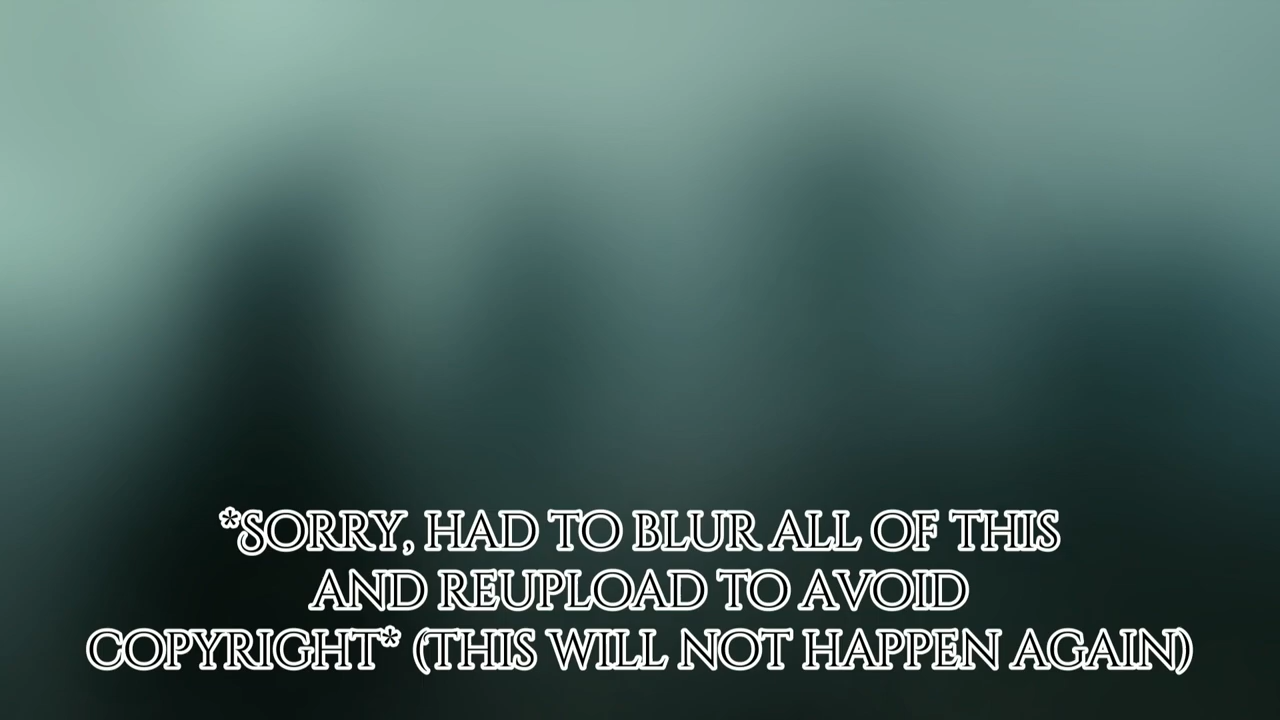 *SORRY, HAD TO BLUR ALL OF THIS
AND REUPLOAD TO AVOID
COPYRIGHT* (THIS WILL NOT HAPPEN AGAIN)